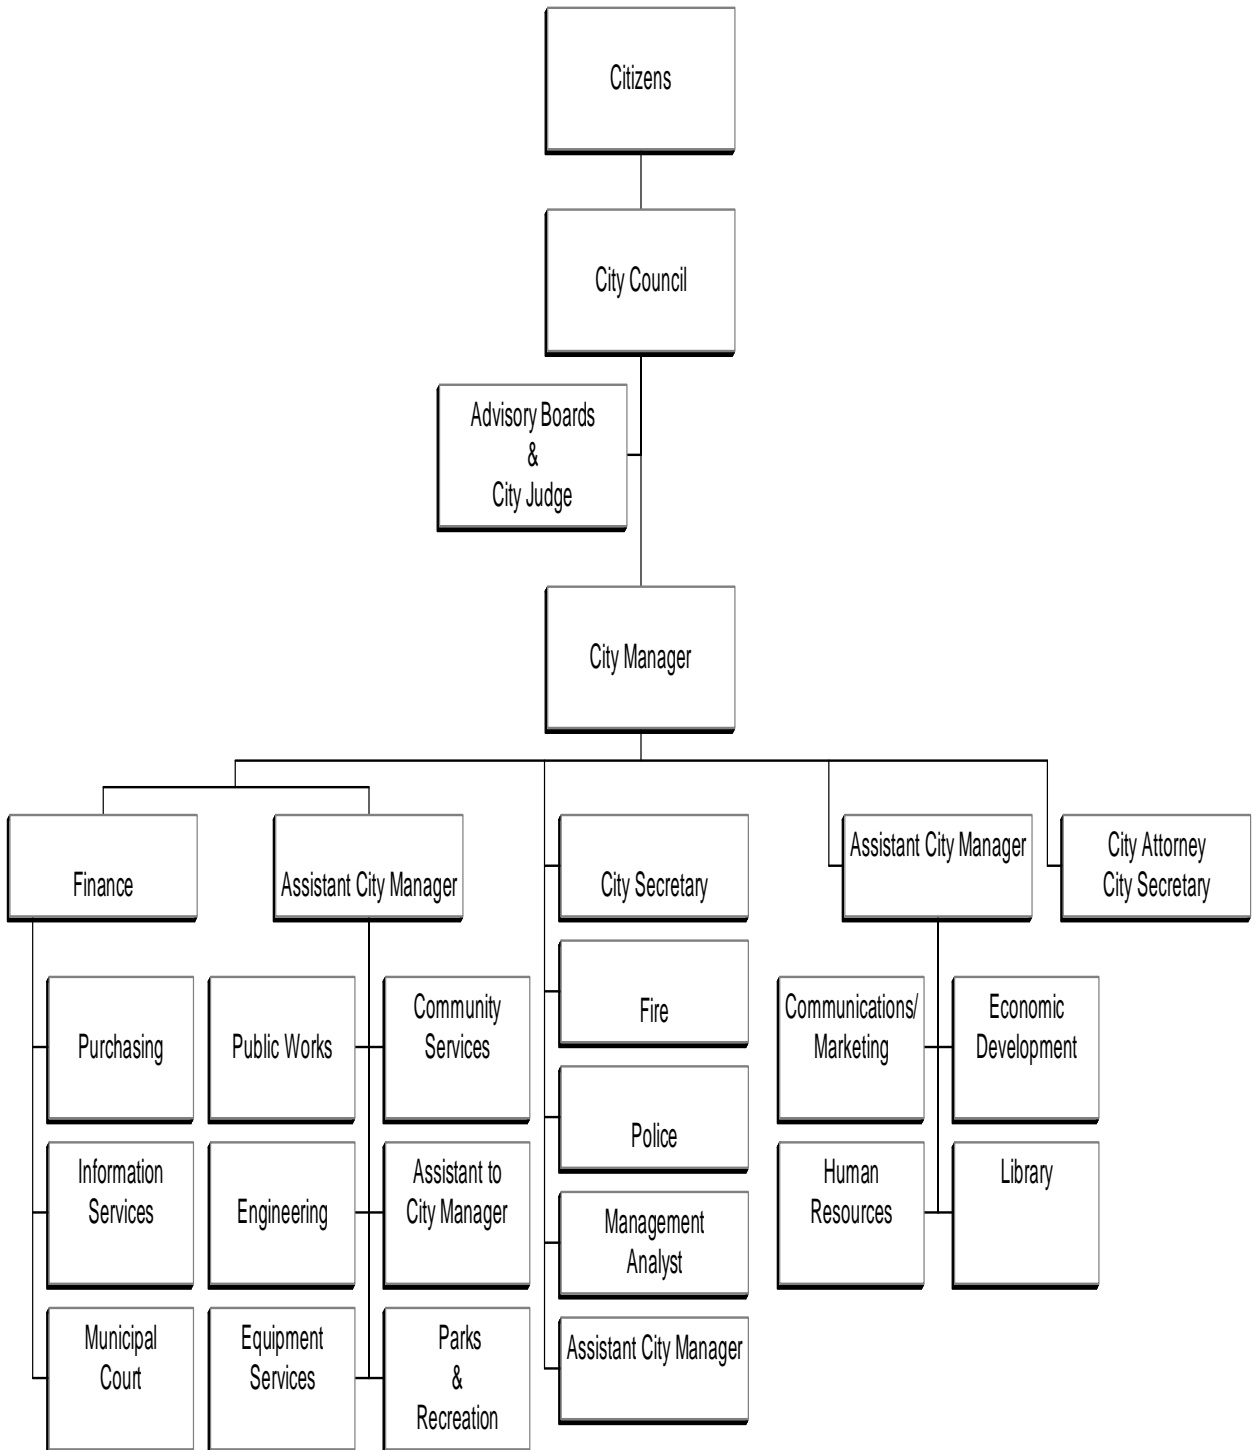 Citizens
City Council
Advisory Boards
&
City Judge
City Manager
Finance
Assistant City Manager
City Secretary
Assistant City Manager
City Attorney
City Secretary
Fire
Purchasing
Public Works
Community
Services
Communications/
Marketing
Economic
Development
Police
Information
Services
Engineering
Assistant to
City Manager
Management
Analyst
Human
Resources
Library
Municipal
Court
Equipment
Services
Parks
&
Recreation
Assistant City Manager